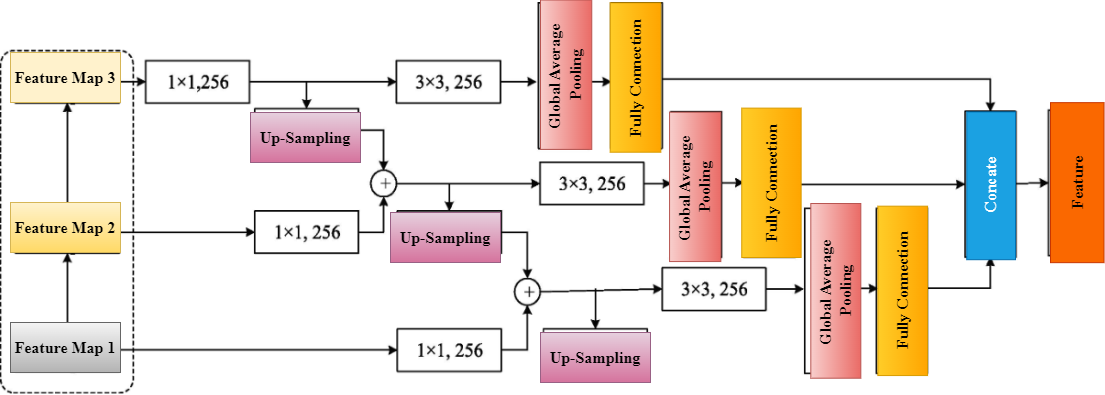 Feature Map 3
1×1,256
3×3, 256
Global Average
Pooling
Fully Connection
Up-Sampling
+
3×3, 256
Global Average
Pooling
Fully Connection
Concate
Feature
Feature Map 2
1×1, 256
Up-Sampling
+
3×3, 256
Global Average
Pooling
Fully Connection
Feature Map 1
1×1, 256
Up-Sampling